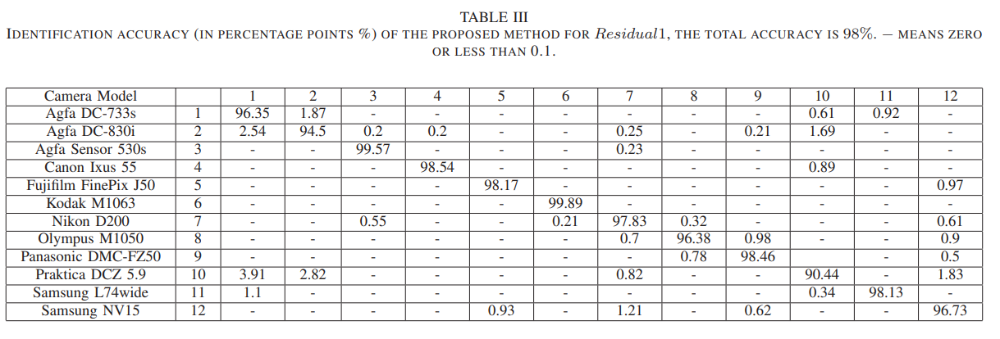 TABLE III
IDENTIFICATION ACCURACY (IN PERCENTAGE POINTS %) OF THE PROPOSED METHOD FOR Residual1, THE TOTAL ACCURACY IS 98%. – MEANS ZERO
OR LESS THAN 0.1.
Camera Model 1 2 3 4 5 6 7 8 9 10 11 12
Agfa DC-733s 1 96.35 1.87 - - - - - - - 0.61 0.92 -
Agfa DC-830i 2 2.54 94.5 0.2 0.2 - - 0.25 - 0.21 1.69 - -
Agfa Sensor 530s 3 - - 99.57 - - - 0.23 - - - - -
Canon Ixus 55 4 - - - 98.54 - - - - - 0.89 - -
Fujifilm FinePix J50 5 - - - - 98.17 - - - - - - 0.97
Kodak M1063 6 - - - - - 99.89 - - - - - -
Nikon D200 7 - - 0.55 - - 0.21 97.83 0.32 - - - 0.61
Olympus M1050 8 - - - - - - 0.7 96.38 0.98 - - 0.9
Panasonic DMC-FZ50 9 - - - - - - - 0.78 98.46 - 0.5
Praktica DCZ 5.9 10 3.91 2.82 - - - - 0.82 - - 90.44 - 1.83
Samsung L74wide 11 1.1 - - - - - - - - 0.34 98.13 -
Samsung NV15 12 - - - - 0.93 - 1.21 - 0.62 - - 96.73